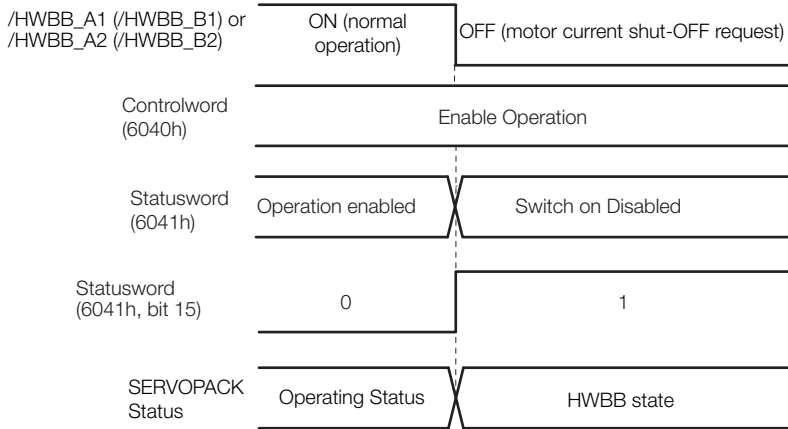 /HWBB_A1 (/HWBB_B1) or
/HWBB_A2 (/HWBB_B2)
ON (normal
operation)
OFF (motor current shut-OFF request)
Controlword
(6040h)
Enable Operation
Statusword
(6041h)
Operation enabled
Switch on Disabled
Statusword
(6041h, bit 15)
0
1
SERVOPACK
Status
Operating Status
HWBB state